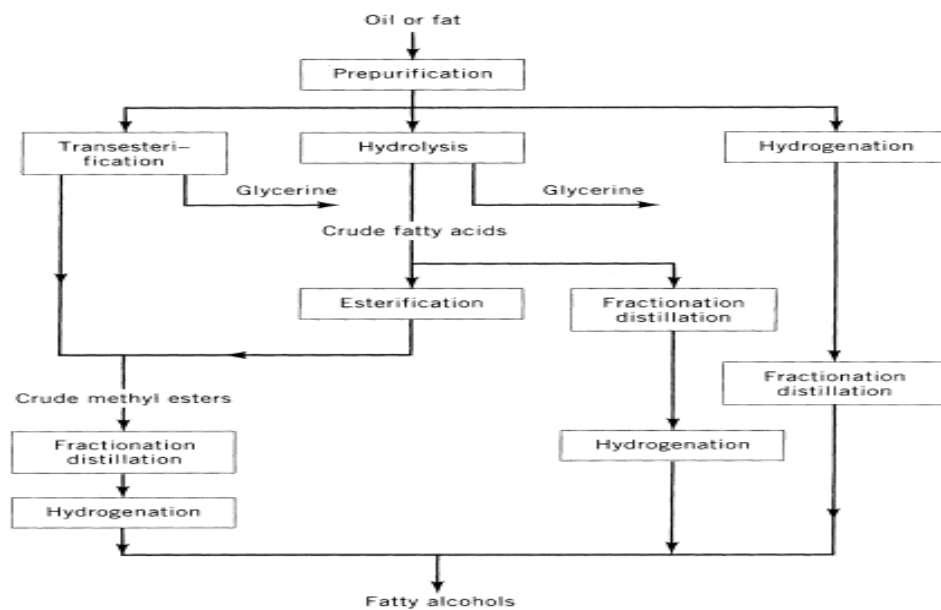 Oil or fat
Prepurification
Transesteri–
fication
Hydrolysis
Hydrogenation
Glycerine
Glycerine
Crude fatty acids
Esterification
Fractionation
distillation
Fractionation
distillation
Crude methyl esters
Fractionation
distillation
Hydrogenation
Hydrogenation
Fatty alcohols